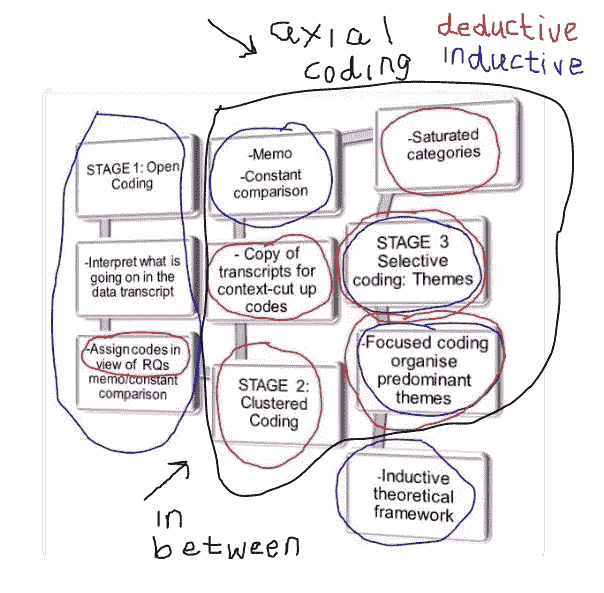 axial
coding
deductive
inductive
STAGE 1: Open
Coding
-Interpret what is
going on in the
data transcript
-Assign codes in
view of RQs
memo/constant
comparison
-Memo
-Constant
comparison
- Copy of
transcripts for
context-cut up
codes
STAGE 2:
Clustered
Coding
-Saturated
categories
STAGE 3
Selective
coding: Themes
-Focused coding
organise
predominant
themes
-Inductive
theoretical
framework
in
between